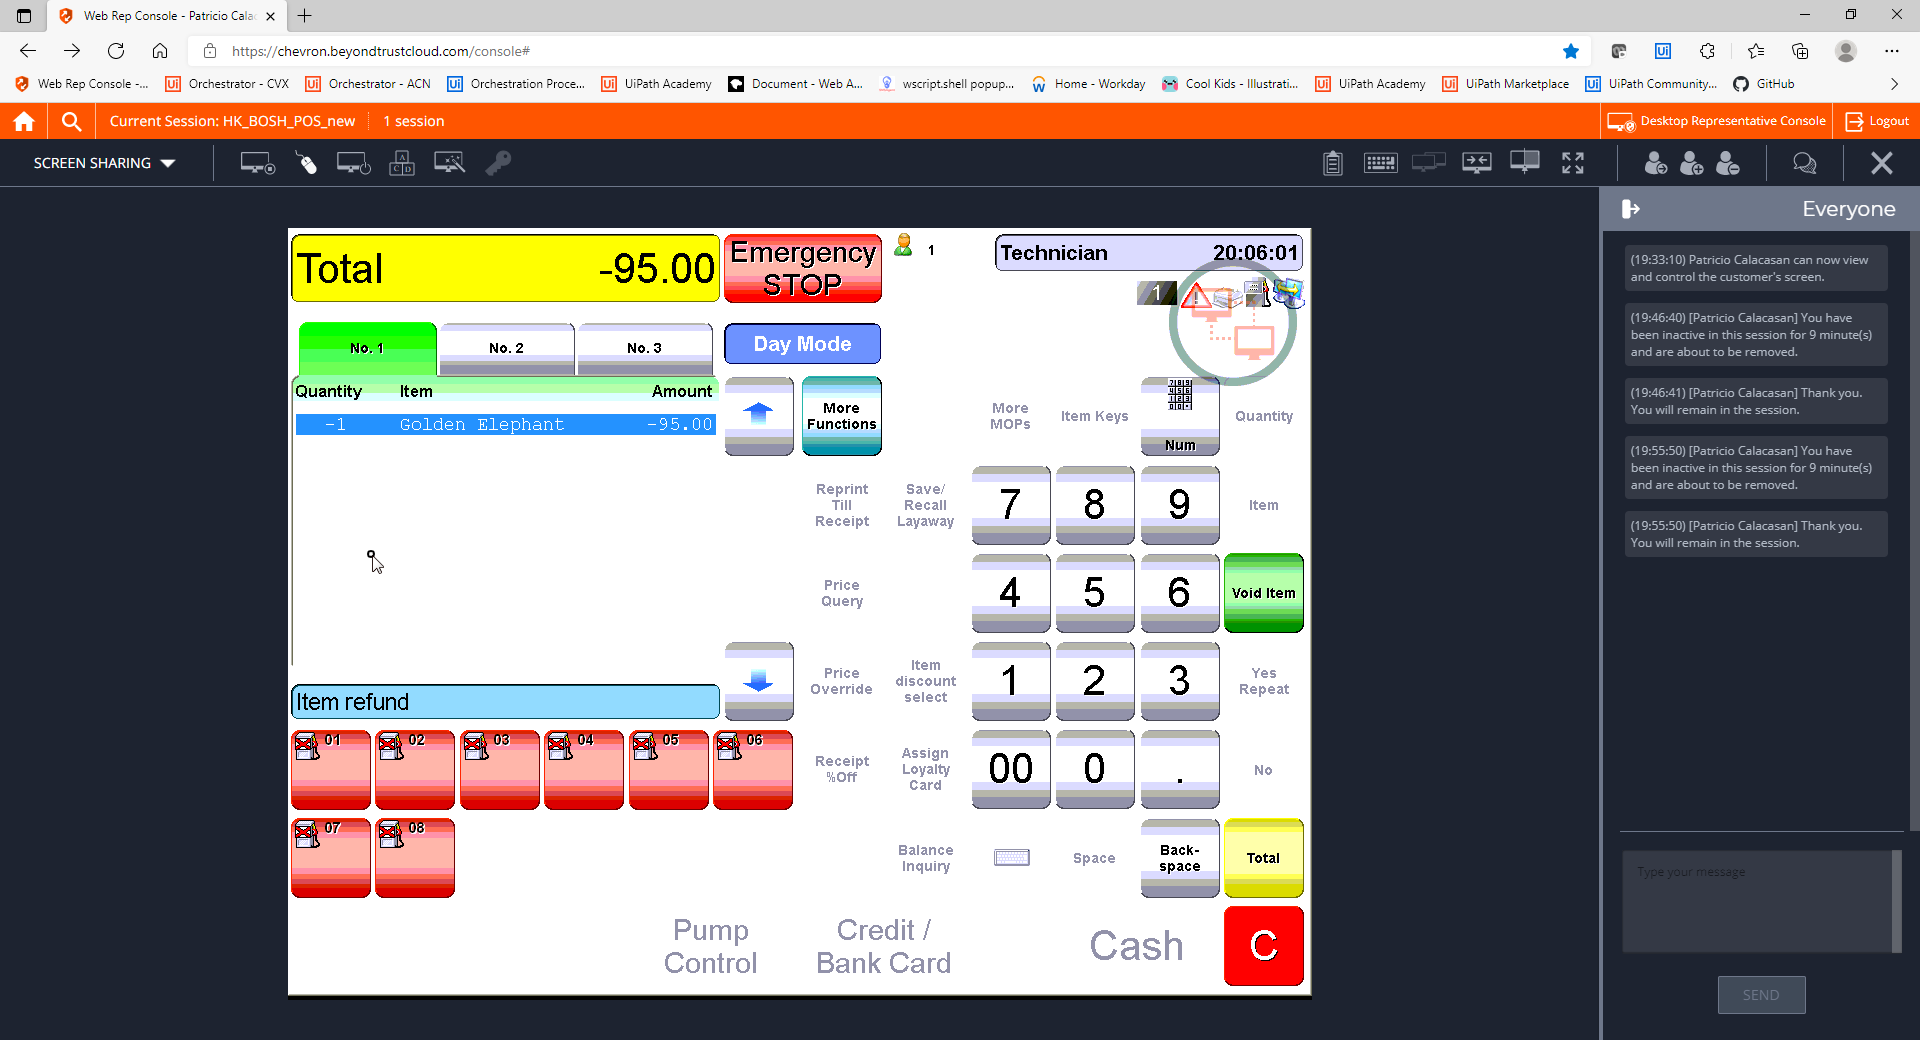 Web Rep Console - Patricio Cala
https://chevron.beyondtrustcloud.com/console#
Web Rep Console -...
Orchestrator - CVX
Orchestrator - ACN
Orchestration Proce...
UiPath Academy
Document - Web A...
wscript.shell popup...
Home - Workday
Cool Kids - Illustrati...
UiPath Academy
UiPath Marketplace
UiPath Community...
GitHub
Current Session: HK_BOSH_POS_new
1 session
Desktop Representative Console
Logout
SCREEN SHARING
Everyone
(19:33:10) Patricio Calacasan can now view
and control the customer's screen.
(19:46:40) [Patricio Calacasan] You have
been inactive in this session for 9 minute(s)
and are about to be removed.
(19:46:41) [Patricio Calacasan] Thank you.
You will remain in the session.
(19:55:50) [Patricio Calacasan] You have
been inactive in this session for 9 minute(s)
and are about to be removed.
(19:55:50) [Patricio Calacasan] Thank you.
You will remain in the session.
Type your message
SEND
Total -95.00
Emergency
STOP
1
Technician 20:06:01
1
No. 1
No. 2
No. 3
Day Mode
Quantity Item Amount
-1 Golden Elephant -95.00
More
Functions
More
MOPs
Item Keys
Num
Quantity
Reprint
Till
Receipt
Save/
Recall
Layaway
7
8
9
Item
Price
Query
4
5
6
Void Item
Price
Override
Item
discount
select
1
2
3
Yes
Repeat
Item refund
01
02
03
04
05
06
Receipt
%Off
Assign
Loyalty
Card
00
0
.
No
07
08
Balance
Inquiry
Space
Back-
space
Total
Pump
Control
Credit /
Bank Card
Cash
C